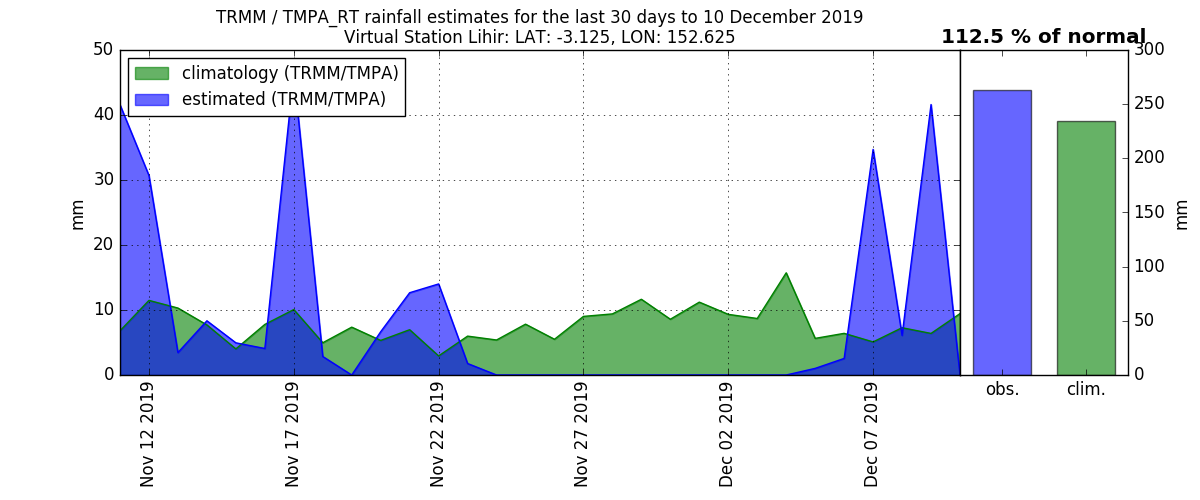 TRMM / TMPA_RT rainfall estimates for the last 30 days to 10 December 2019
Virtual Station Lihir: LAT: -3.125, LON: 152.625
112.5 % of normal
climatology (TRMM/TMPA)
estimated (TRMM/TMPA)
50
40
30
20
10
0
mm
Nov 12 2019
Nov 17 2019
Nov 22 2019
Nov 27 2019
Dec 02 2019
Dec 07 2019
300
250
200
150
100
50
0
mm
obs.
clim.